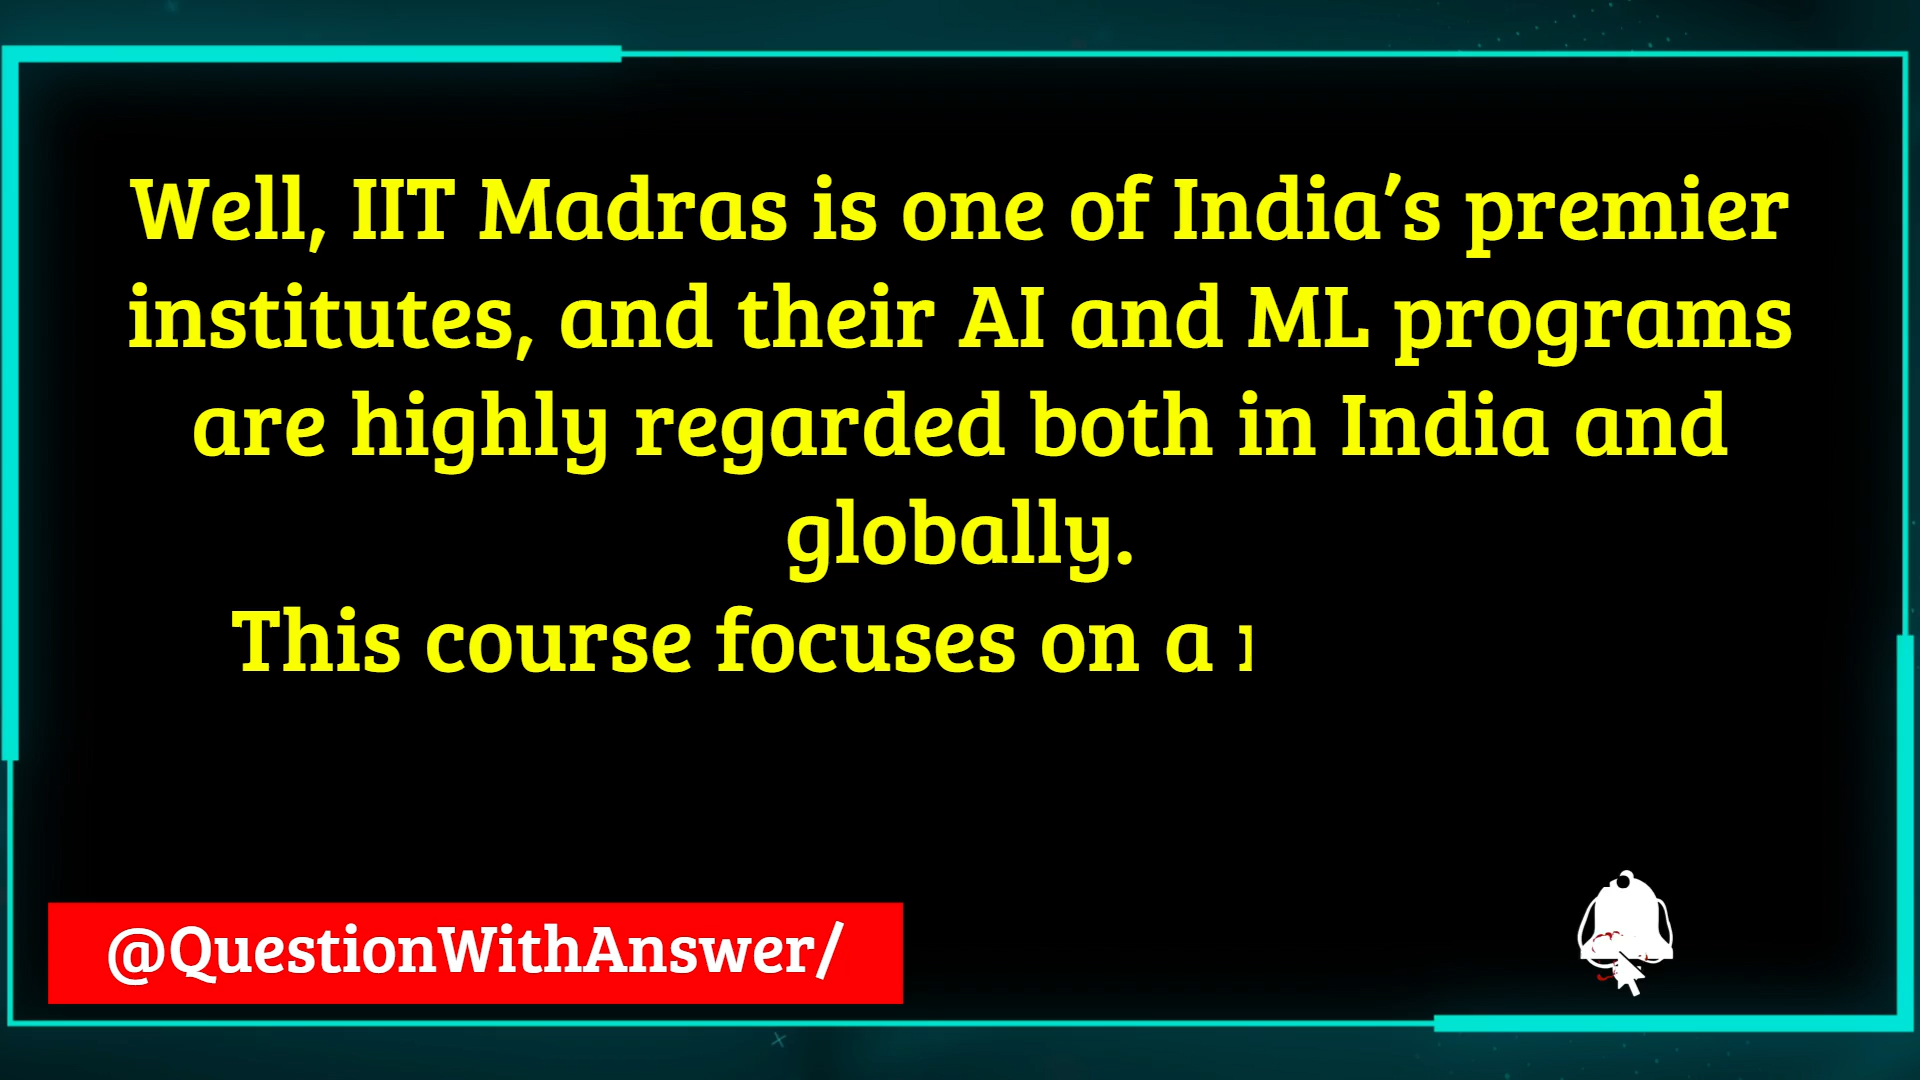 Well, IIT Madras is one of India’s premier
institutes, and their AI and ML programs
are highly regarded both in India and
globally.
This course focuses on a
@QuestionWithAnswer/